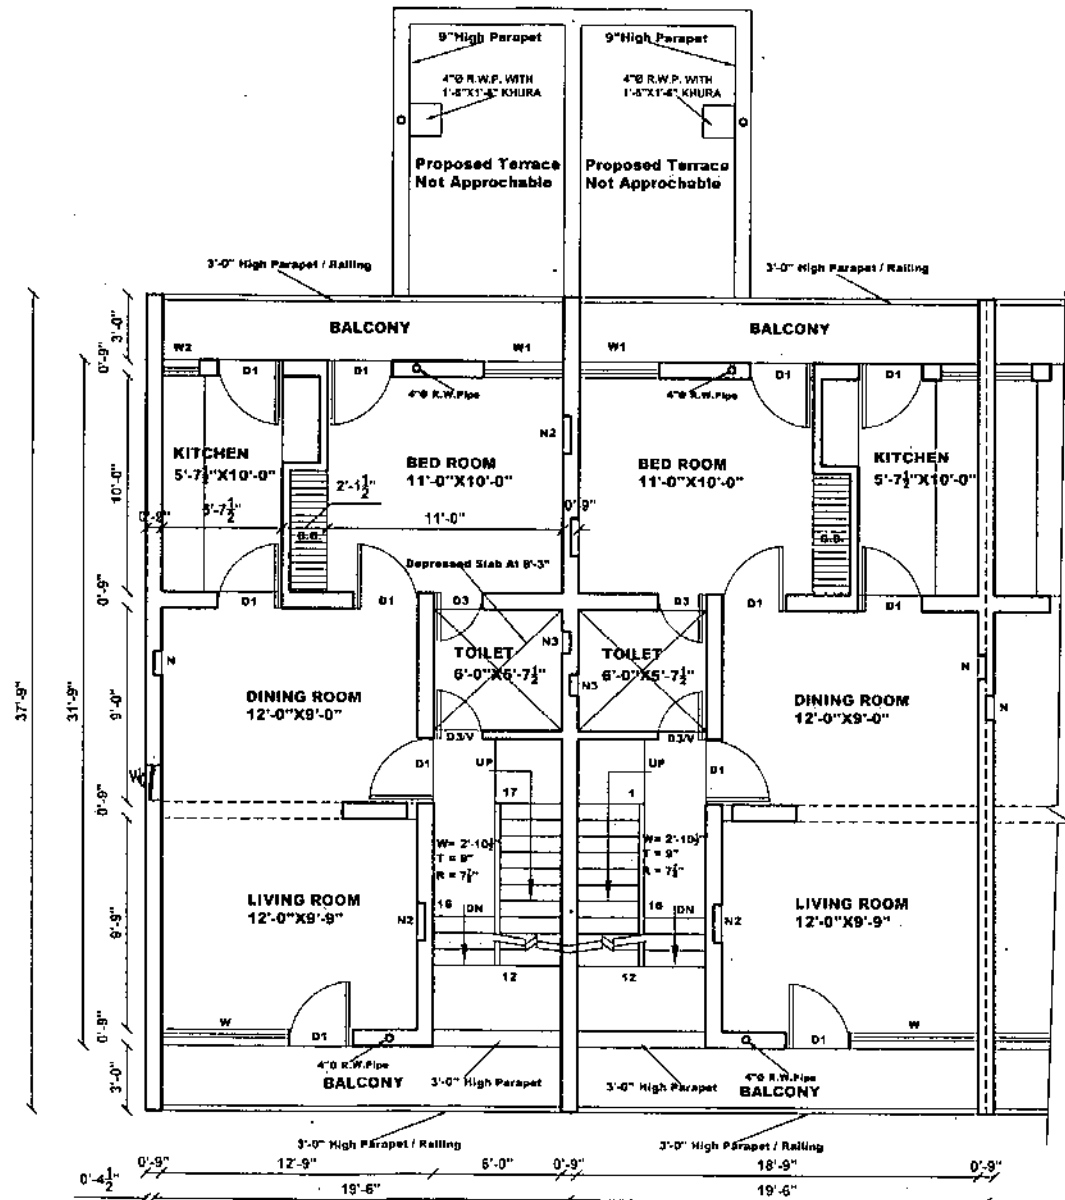 9"High Parapet
9"High Parapet
4"Ø R.W.P. WITH
1'-6"X1'-6" KHURA
4"Ø R.W.P. WITH
1'-6"X1'-6" KHURA
Proposed Terrace
Not Approchable
Proposed Terrace
Not Approchable
3'-0" High Parapet / Railing
3'-0" High Parapet / Railing
3'-0"
BALCONY
BALCONY
W2
W1
W1
0'-9"
D1
D1
D1
D1
4"Ø R.W.Pipe
4"Ø R.W.Pipe
N2
KITCHEN
5'-7½"X10'-0"
BED ROOM
11'-0"X10'-0"
BED ROOM
11'-0"X10'-0"
KITCHEN
5'-7½"X10'-0"
10'-0"
2'-1½"
5'-7½"
0'-9"
11'-0"
0'-9"
Depressed Slab At 8'-3"
0'-9"
D1
D1
D3
D3
D1
D1
N
N3
N3
N
N
TOILET
6'-0"X5'-7½"
TOILET
6'-0"X5'-7½"
37'-9"
31'-9"
9'-0"
DINING ROOM
12'-0"X9'-0"
DINING ROOM
12'-0"X9'-0"
D3/V
D3/V
D1
UP
UP
D1
W
0'-9"
17
1
W= 2'-10½"
T = 9"
R = 7⅞"
W= 2'-10½"
T = 9"
R = 7⅞"
LIVING ROOM
12'-0"X9'-9"
LIVING ROOM
12'-0"X9'-9"
9'-9"
16
DN
16
DN
N2
N2
12
12
0'-9"
W
D1
D1
W
4"Ø R.W.Pipe
4"Ø R.W.Pipe
3'-0"
BALCONY
3'-0" High Parapet
3'-0" High Parapet
BALCONY
3'-0" High Parapet / Railing
3'-0" High Parapet / Railing
0'-9"
12'-9"
6'-0"
0'-9"
18'-9"
0'-9"
0'-4½"
19'-6"
19'-6"